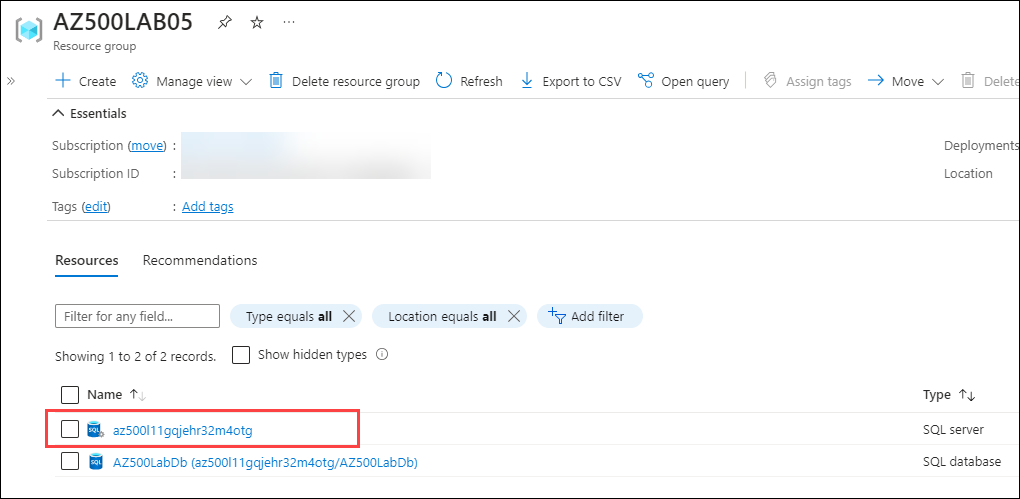 AZ500LAB05
Resource group
Create Manage view Delete resource group Refresh Export to CSV Open query Assign tags Move Delete
Essentials
Subscription (move) : Deployments
Subscription ID : Location
Tags (edit) : Add tags
Resources Recommendations
Filter for any field... Type equals all Location equals all Add filter
Showing 1 to 2 of 2 records. Show hidden types
Name Type
az500l11gqjehr32m4otg SQL server
AZ500LabDb (az500l11gqjehr32m4otg/AZ500LabDb) SQL database